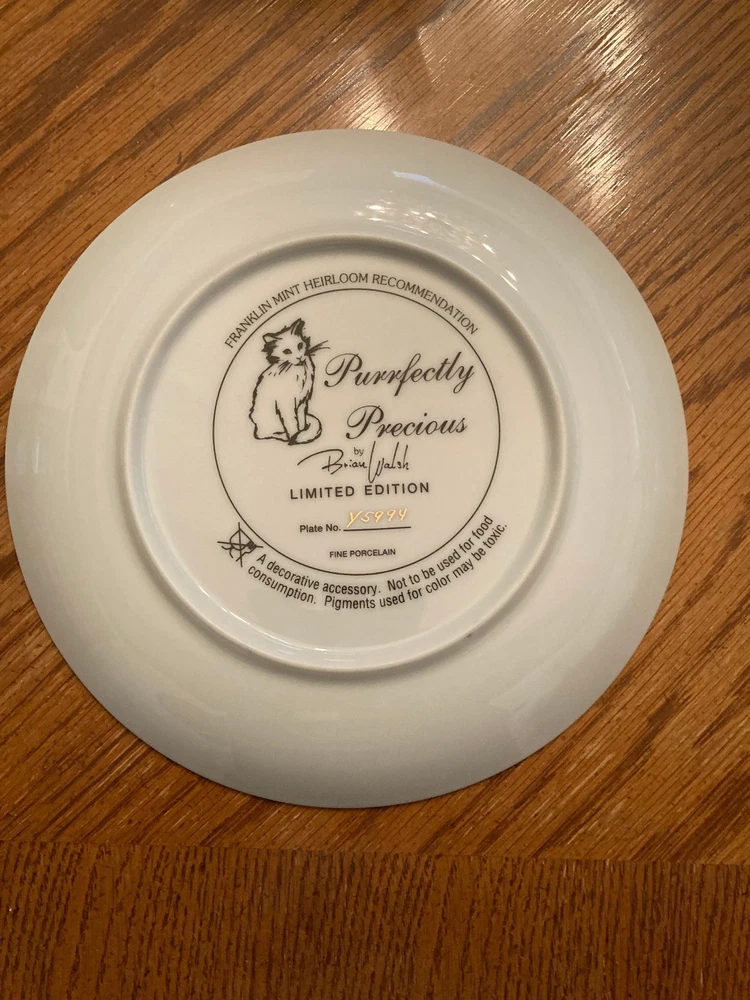 FRANKLIN MINT HEIRLOOM RECOMMENDATION
Purrfectly
Precious
by
Brian Walsh
LIMITED EDITION
Plate No. Y5994
FINE PORCELAIN
A decorative accessory. Not to be used for food
consumption. Pigments used for color may be toxic.